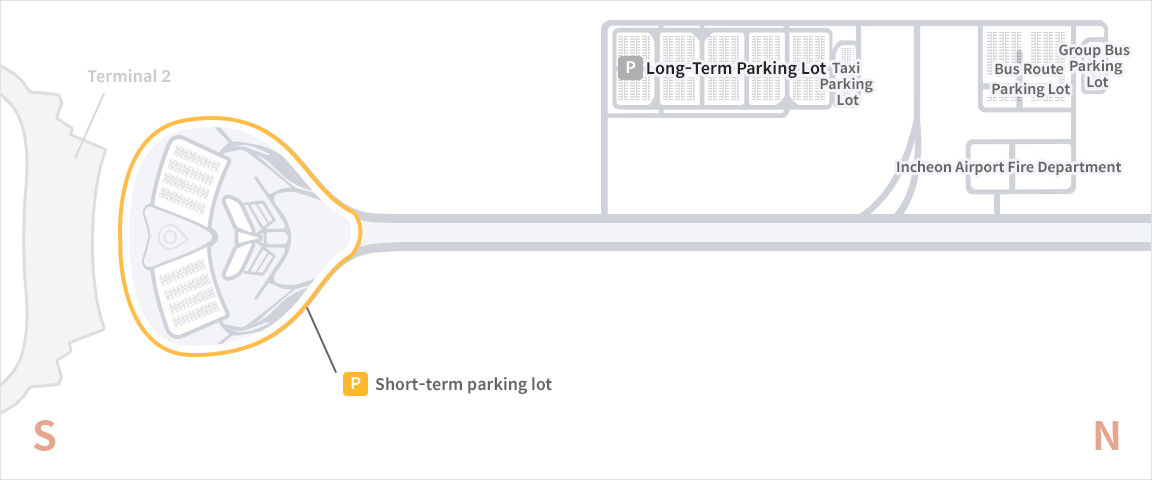 Terminal 2
P Long-Term Parking Lot
Taxi
Parking
Lot
Bus Route
Parking Lot
Group Bus
Parking
Lot
Incheon Airport Fire Department
P Short-term parking lot
S
N